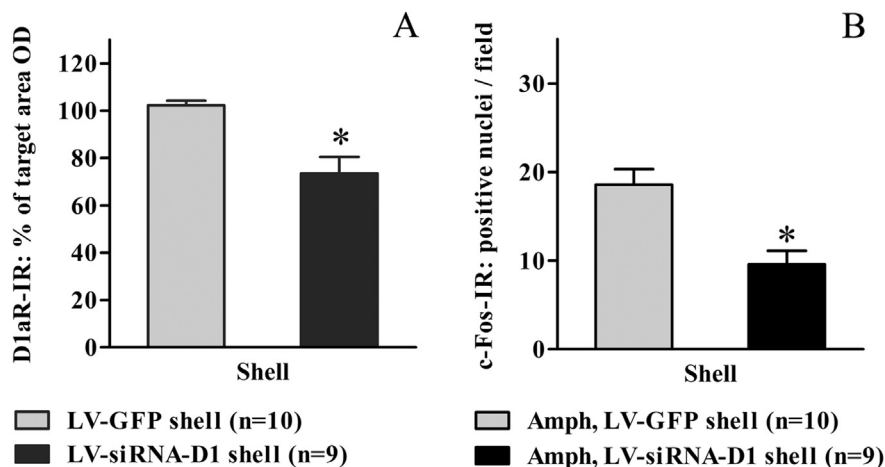 A
D1aR-IR: % of target area OD
120
100
80
60
40
20
0
*
Shell
LV-GFP shell (n=10)
LV-siRNA-D1 shell (n=9)
B
c-Fos-IR: positive nuclei / field
30
20
10
0
*
Shell
Amph, LV-GFP shell (n=10)
Amph, LV-siRNA-D1 shell (n=9)